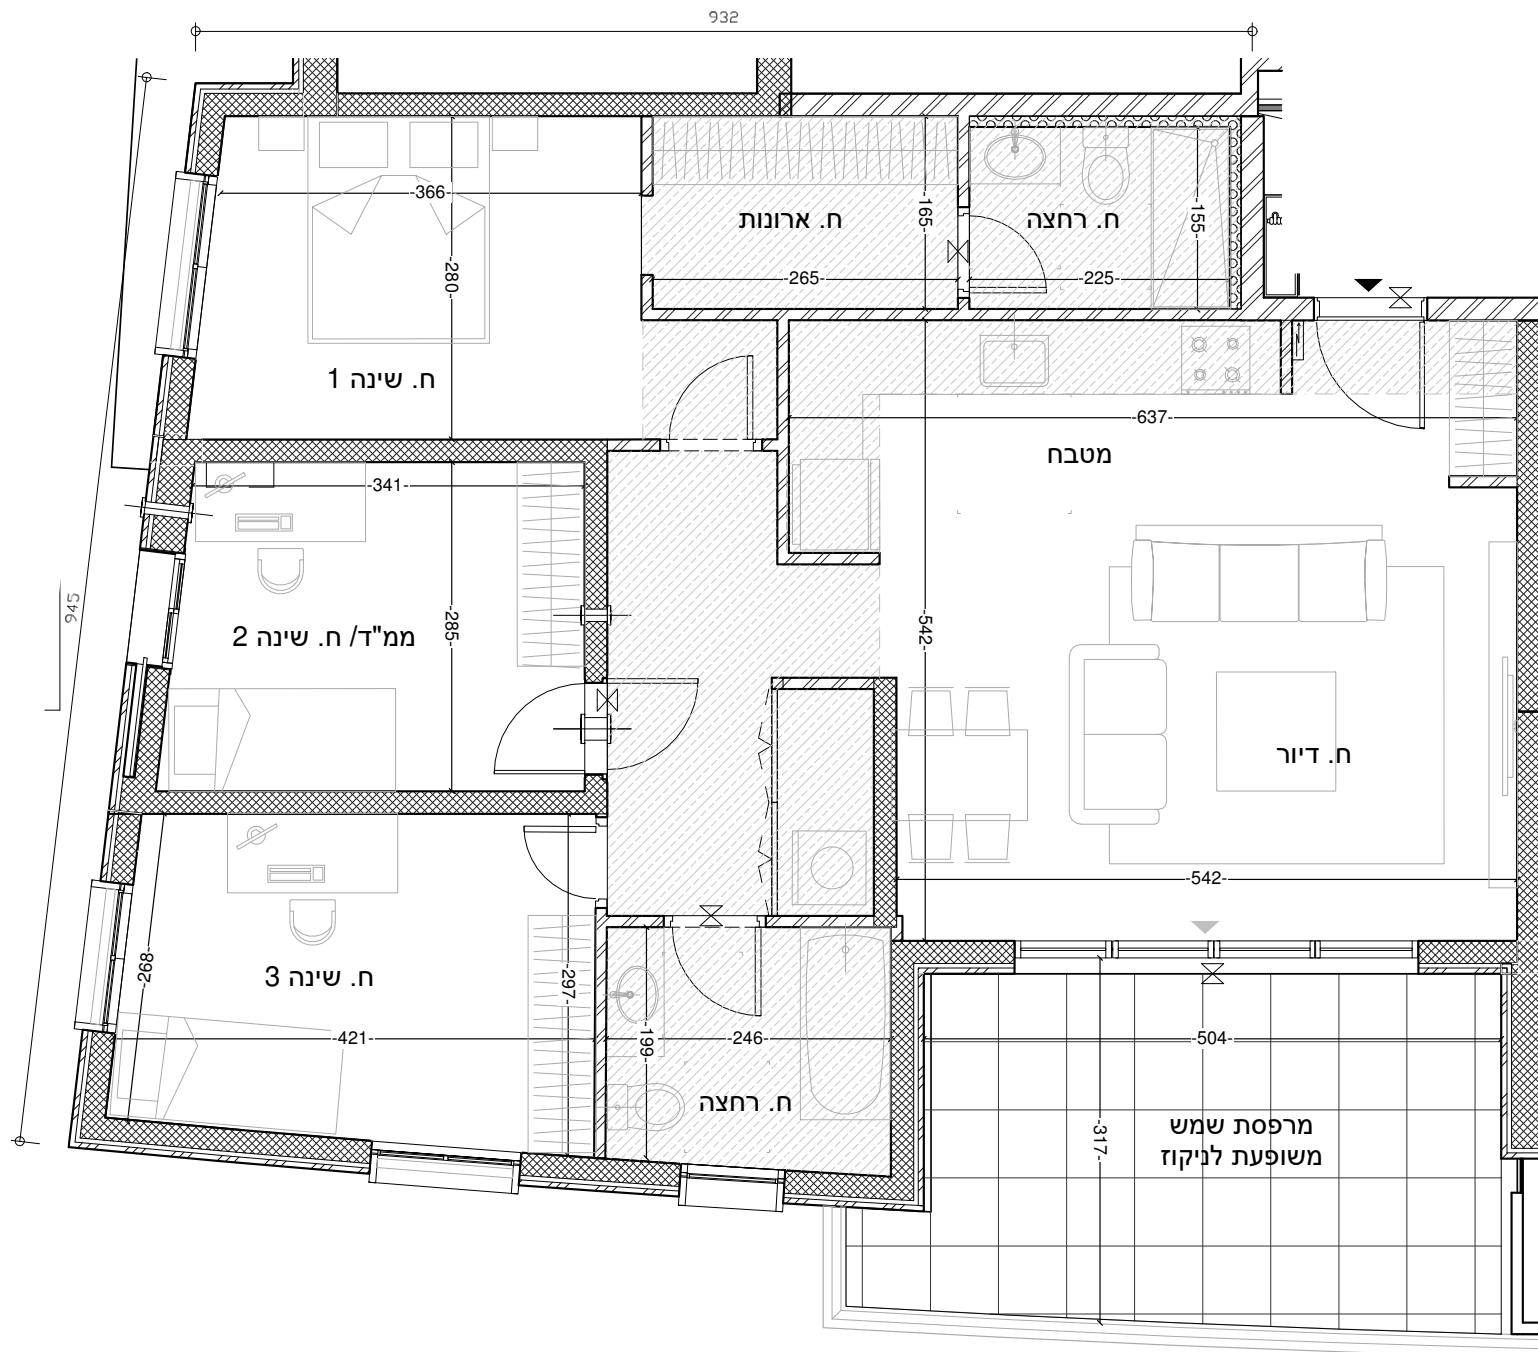 932
945
-366-
-280-
ח. שינה 1
ח. ארונות
-165-
-265-
ח. רחצה
-155-
-225-
-637-
מטבח
-341-
-285-
ממ"ד/ ח. שינה 2
-542-
ח. דיור
-542-
-268-
ח. שינה 3
-297-
-421-
-199-
-246-
ח. רחצה
-504-
-317-
מרפסת שמש
משופעת לניקוז